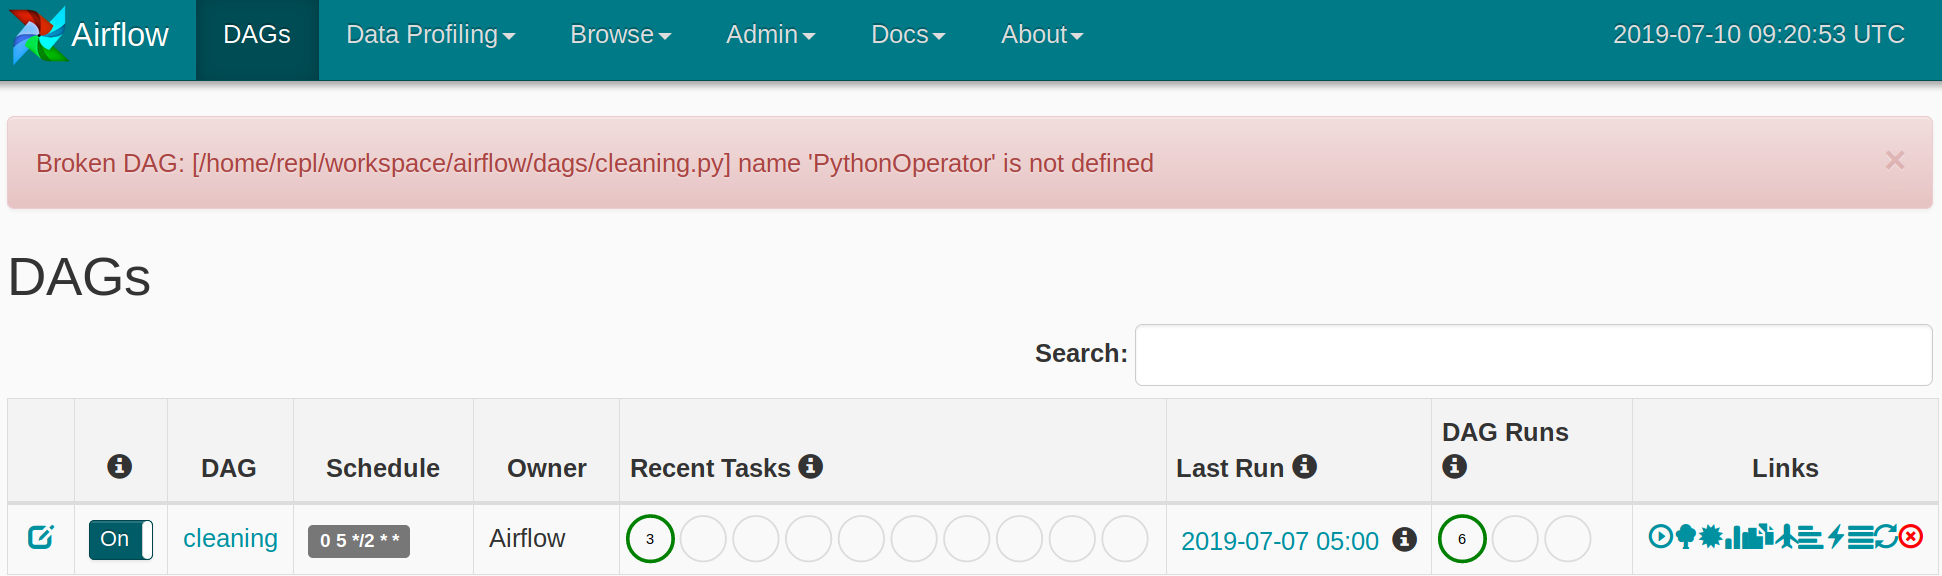 Airflow DAGs Data Profiling Browse Admin Docs About 2019-07-10 09:20:53 UTC
Broken DAG: [/home/repl/workspace/airflow/dags/cleaning.py] name 'PythonOperator' is not defined ×
DAGs
Search:
DAG Schedule Owner Recent Tasks Last Run DAG Runs Links
On cleaning 0 5 */2 * * Airflow 3 2019-07-07 05:00 6